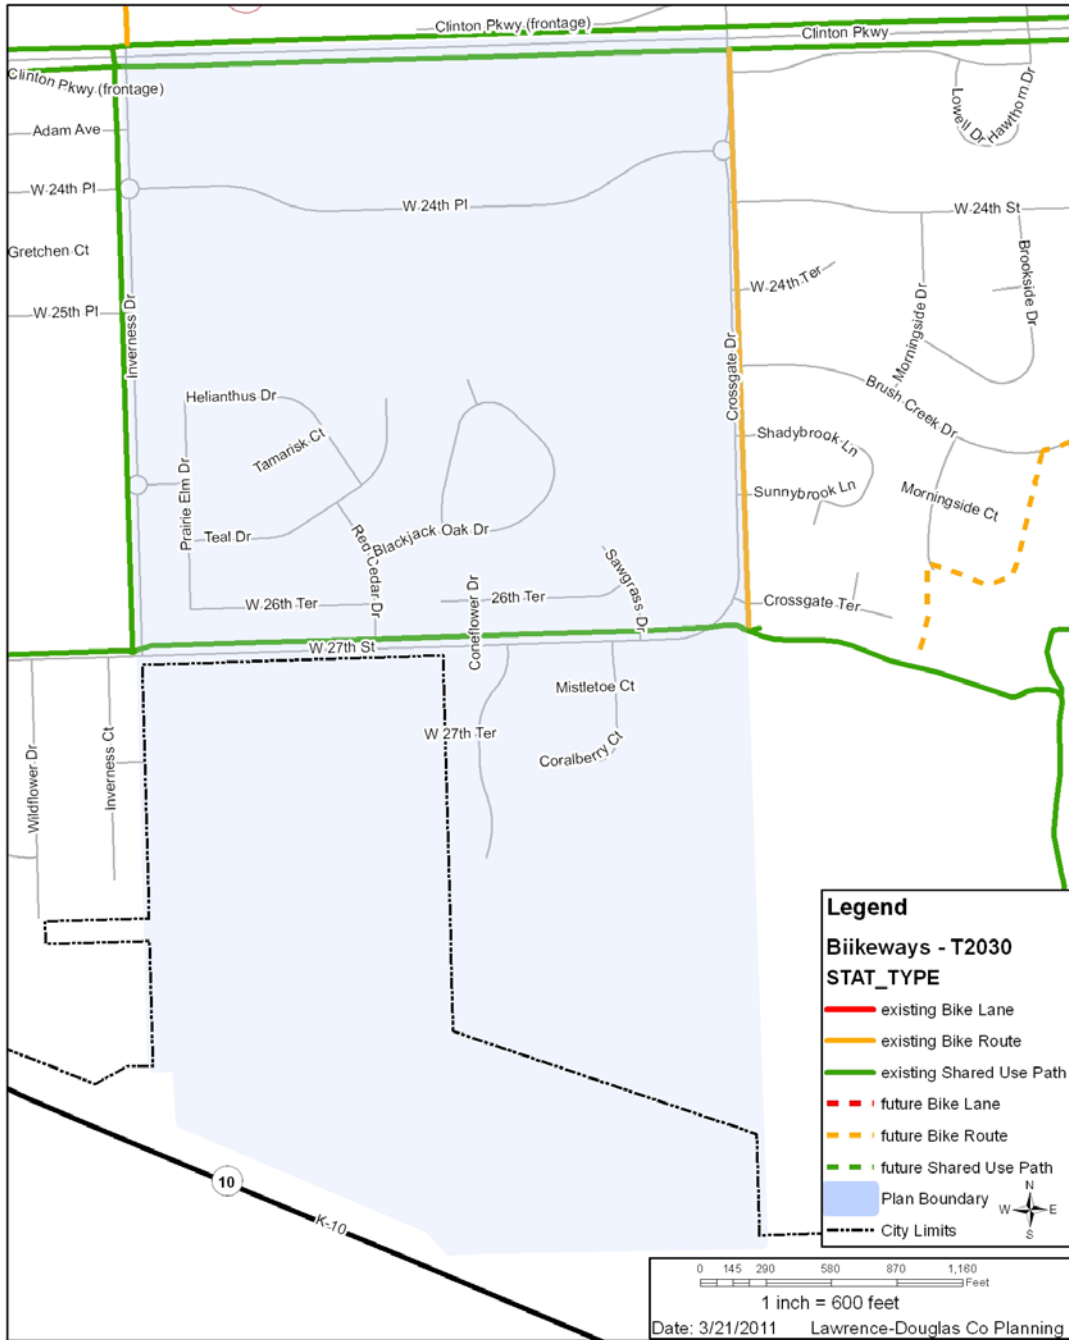 Clinton Pkwy (frontage)
Clinton Pkwy
Clinton Pkwy (frontage)
Lowell Dr
Hawthorn Dr
Adam Ave
W 24th Pl
W 24th Pl
W 24th St
Gretchen Ct
Brookside Dr
W 24th Ter
W 25th Pl
Inverness Dr
Morningside Dr
Crossgate Dr
Helianthus Dr
Brush Creek Dr
Tamarisk Ct
Shadybrook Ln
Prairie Elm Dr
Sunnybrook Ln
Morningside Ct
Teal Dr
Red Cedar Dr
Blackjack Oak Dr
Sawgrass Dr
W 26th Ter
Coneflower Dr
26th Ter
Crossgate Ter
W 27th St
Mistletoe Ct
W 27th Ter
Coralberry Ct
Wildflower Dr
Inverness Ct
10
K-10
Legend
Biikeways - T2030
STAT_TYPE
existing Bike Lane
existing Bike Route
existing Shared Use Path
future Bike Lane
future Bike Route
future Shared Use Path
Plan Boundary
N
W E
S
City Limits
0 145 290 580 870 1,160
Feet
1 inch = 600 feet
Date: 3/21/2011 Lawrence-Douglas Co Planning